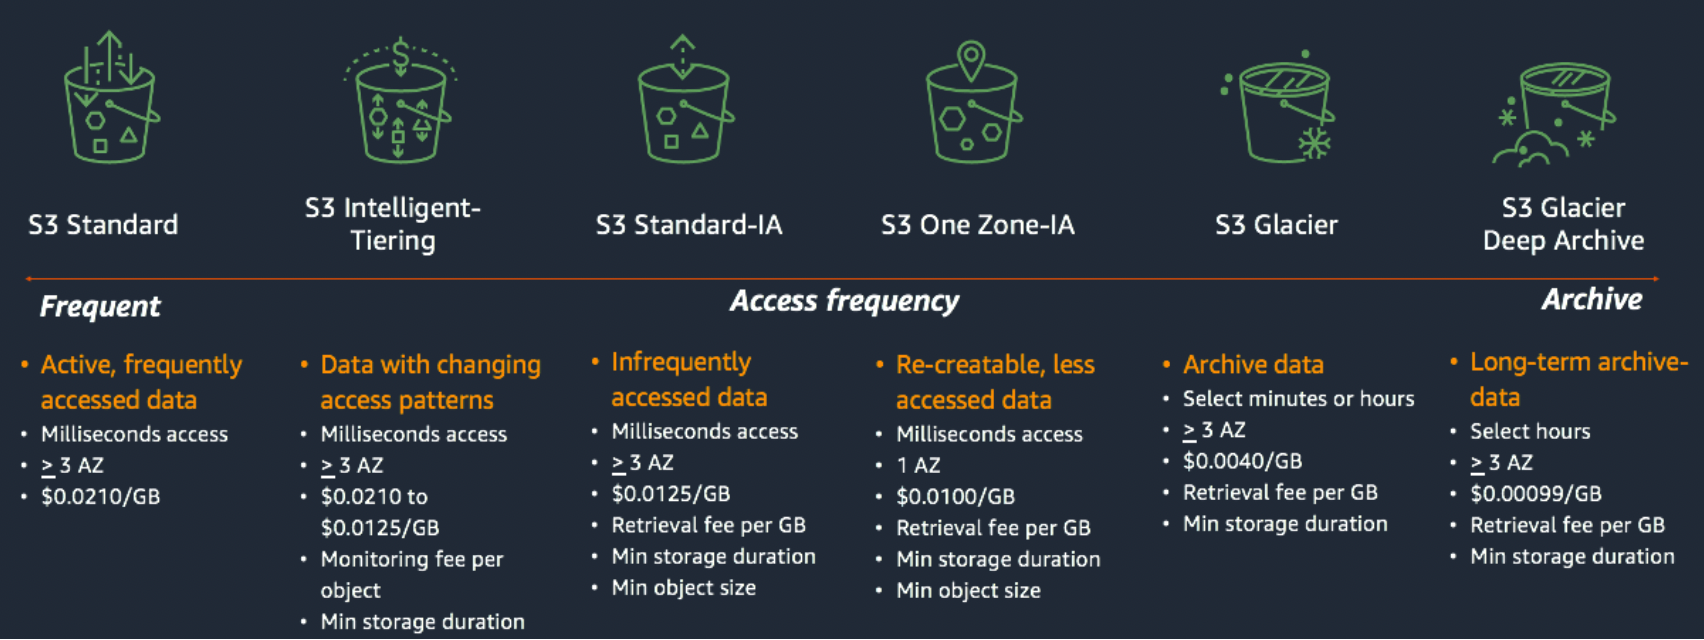 $
S3 Standard
S3 Intelligent-
Tiering
S3 Standard-IA
S3 One Zone-IA
S3 Glacier
S3 Glacier
Deep Archive
Frequent
Access frequency
Archive
• Active, frequently
accessed data
• Milliseconds access
• ≥ 3 AZ
• $0.0210/GB
• Data with changing
access patterns
• Milliseconds access
• ≥ 3 AZ
• $0.0210 to
$0.0125/GB
• Monitoring fee per
object
• Min storage duration
• Infrequently
accessed data
• Milliseconds access
• ≥ 3 AZ
• $0.0125/GB
• Retrieval fee per GB
• Min storage duration
• Min object size
• Re-creatable, less
accessed data
• Milliseconds access
• 1 AZ
• $0.0100/GB
• Retrieval fee per GB
• Min storage duration
• Min object size
• Archive data
• Select minutes or hours
• ≥ 3 AZ
• $0.0040/GB
• Retrieval fee per GB
• Min storage duration
• Long-term archive-
data
• Select hours
• ≥ 3 AZ
• $0.00099/GB
• Retrieval fee per GB
• Min storage duration